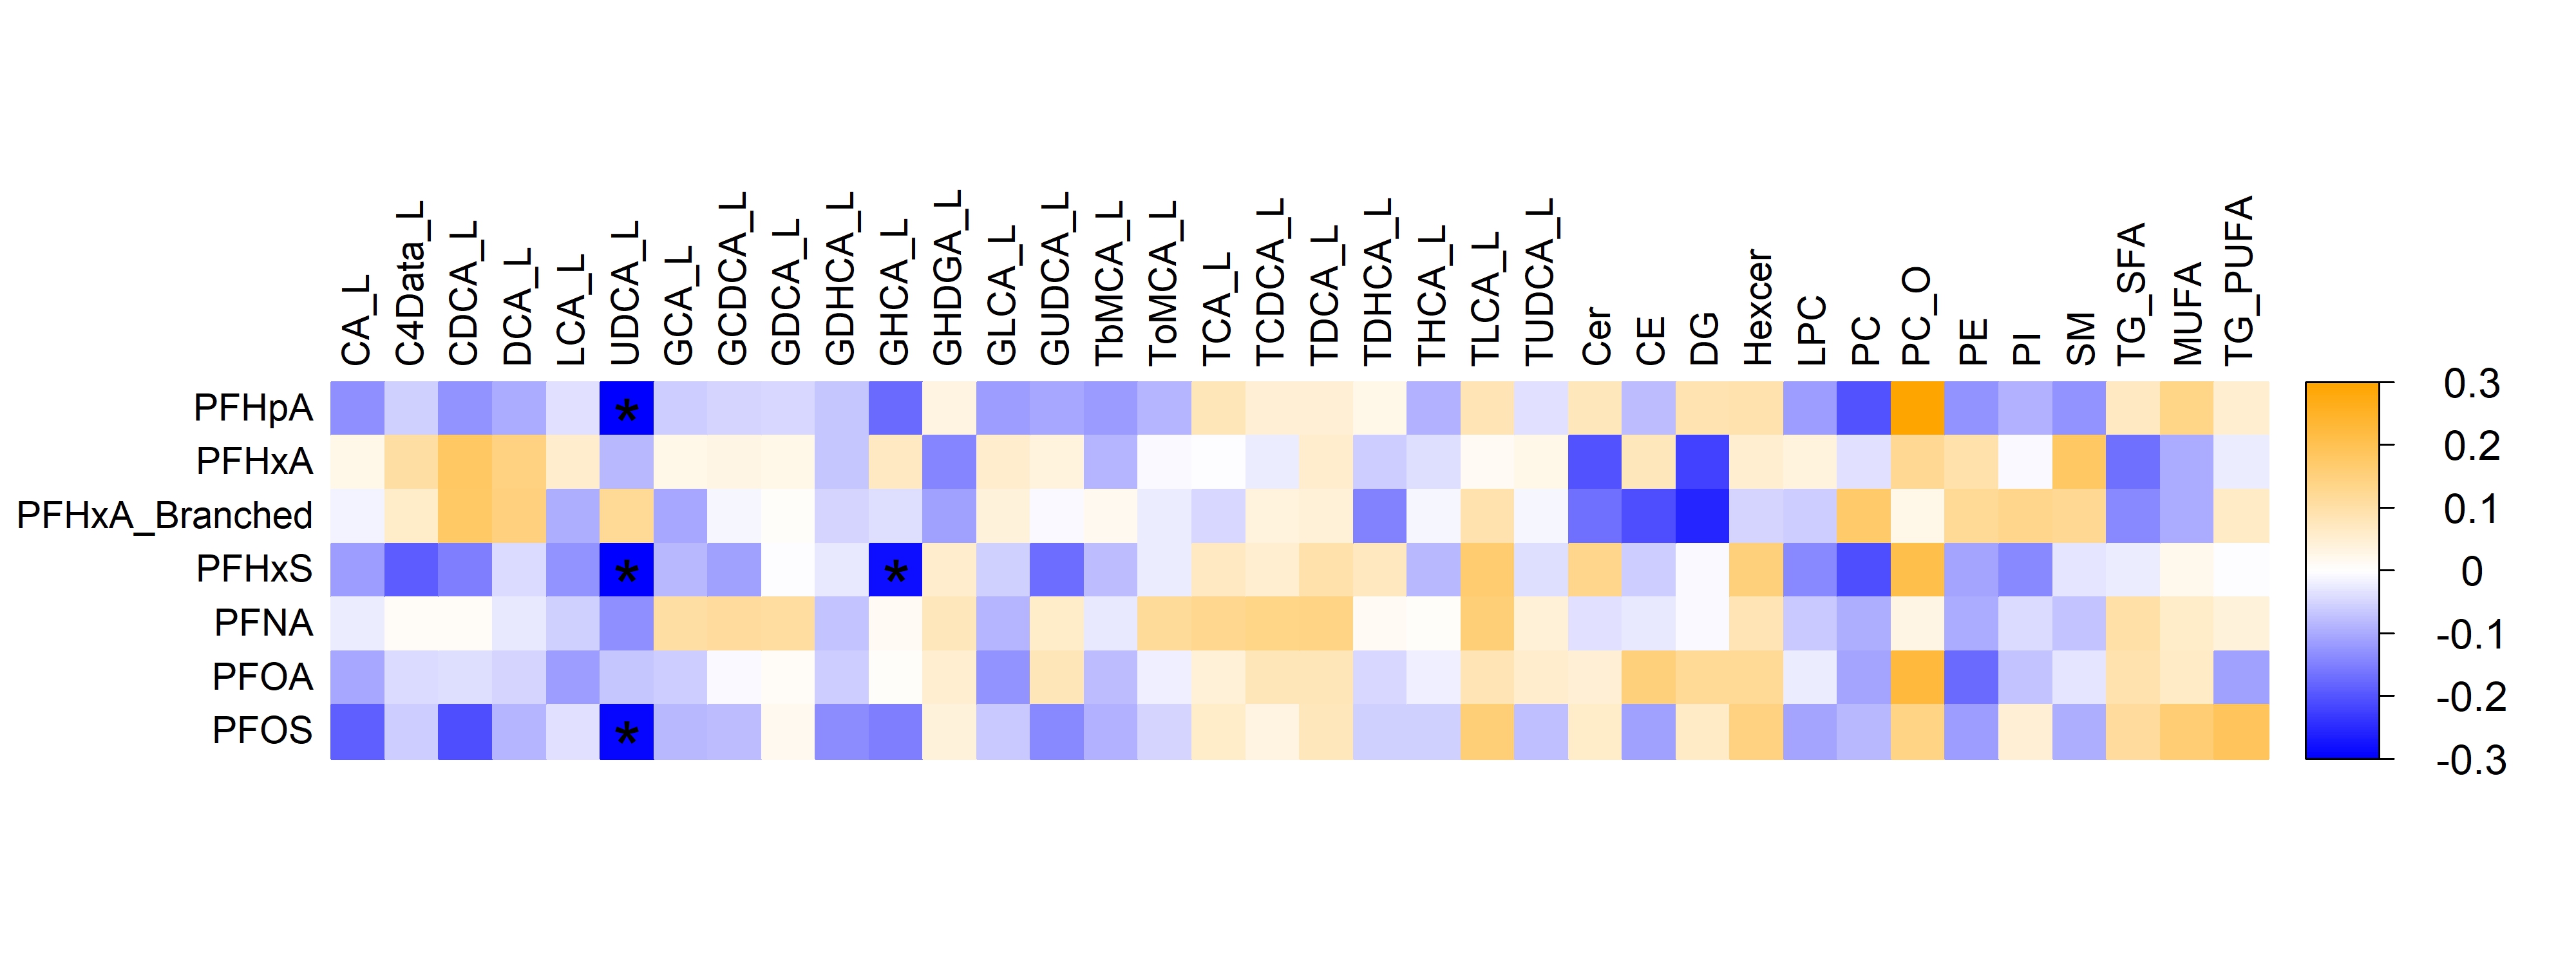 CA_L
C4Data_L
CDCA_L
DCA_L
LCA_L
UDCA_L
GCA_L
GCDCA_L
GDCA_L
GDHCA_L
GHCA_L
GHDGA_L
GLCA_L
GUDCA_L
TbMCA_L
ToMCA_L
TCA_L
TCDCA_L
TDCA_L
TDHCA_L
THCA_L
TLCA_L
TUDCA_L
Cer
CE
DG
Hexcer
LPC
PC
PC_O
PE
PI
SM
TG_SFA
MUFA
TG_PUFA
PFHpA
*
PFHxA
PFHxA_Branched
PFHxS
* *
PFNA
PFOA
PFOS
*
0.3
0.2
0.1
0
-0.1
-0.2
-0.3